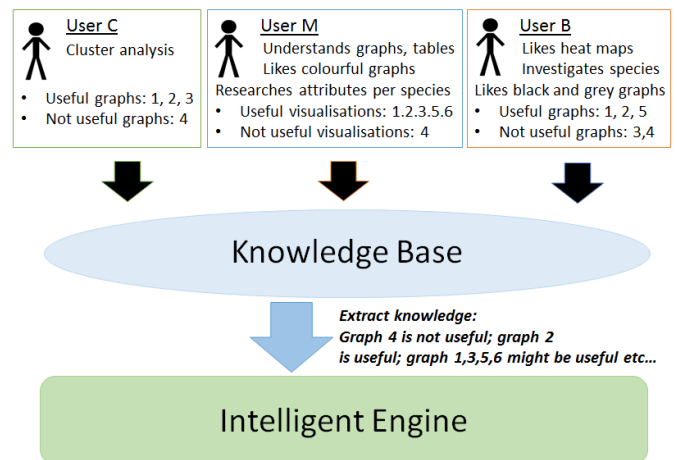 User C
Cluster analysis
• Useful graphs: 1, 2, 3
• Not useful graphs: 4
User M
Understands graphs, tables
Likes colourful graphs
Researches attributes per species
• Useful visualisations: 1.2.3.5.6
• Not useful visualisations: 4
User B
Likes heat maps
Investigates species
Likes black and grey graphs
• Useful graphs: 1, 2, 5
• Not useful graphs: 3,4
Knowledge Base
Extract knowledge:
Graph 4 is not useful; graph 2
is useful; graph 1,3,5,6 might be useful etc...
Intelligent Engine